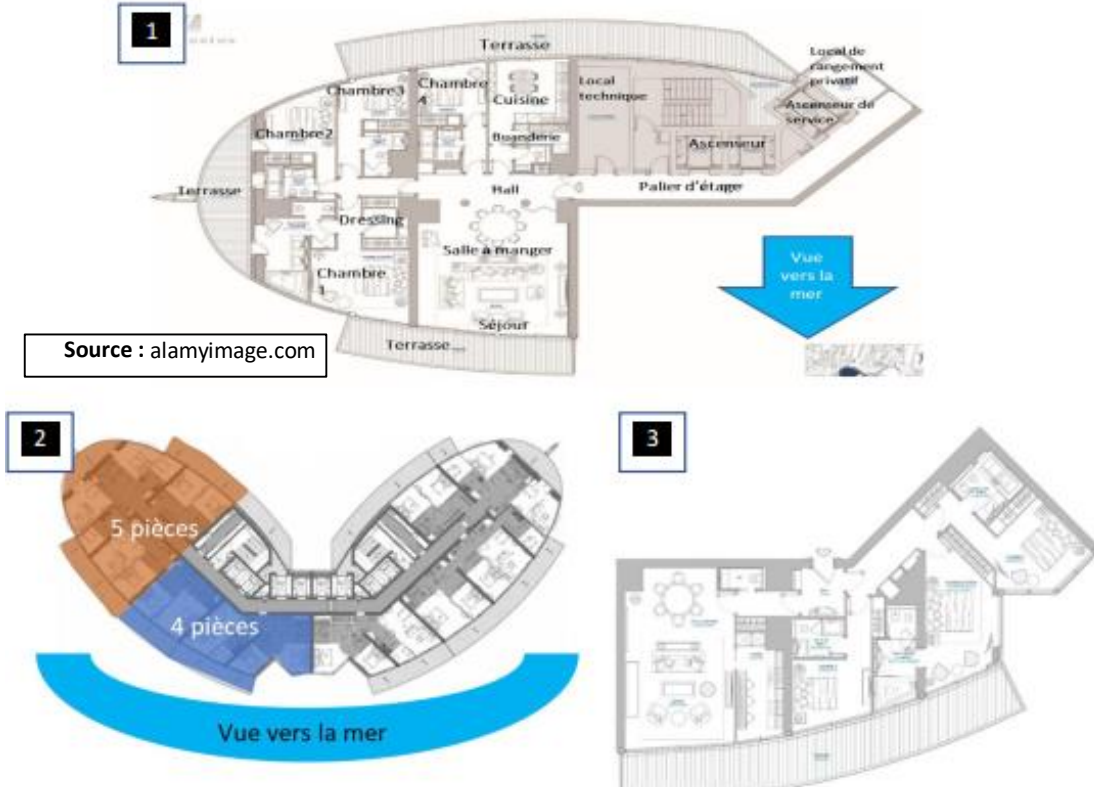 1
Terrasse
Local de
rangement
privatif
Chambre3
Chambre
4
Cuisine
Local
technique
Ascenseur de
service
Chambre2
Buanderie
Ascenseur
Terrasse
Hall
Palier d'étage
Dressing
Salle à manger
Chambre
1
Vue
vers la
mer
Séjour
Terrasse
Source : alamyimage.com
2
3
5 pièces
4 pièces
Vue vers la mer